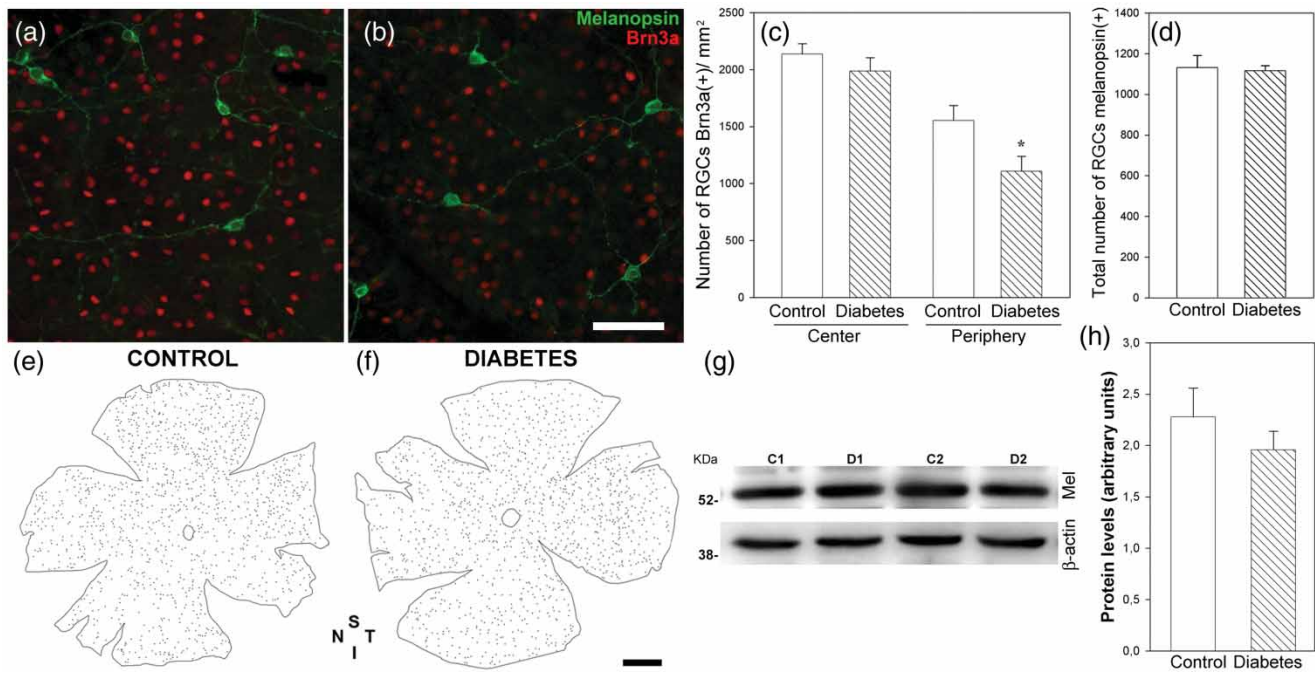 (a)
(b)
Melanopsin
Brn3a
(c)
Number of RGCs Brn3a(+)/ mm²
2500
2000
1500
1000
500
0
*
Control Diabetes Control Diabetes
Center Periphery
(d)
Total number of RGCs melanopsin(+)
1400
1200
1000
800
600
400
200
0
Control Diabetes
(e) CONTROL
(f) DIABETES
S
N T
I
(g)
KDa C1 D1 C2 D2
52-
Mel
38-
β-actin
(h)
Protein levels (arbitrary units)
3,0
2,5
2,0
1,5
1,0
0,5
0,0
Control Diabetes